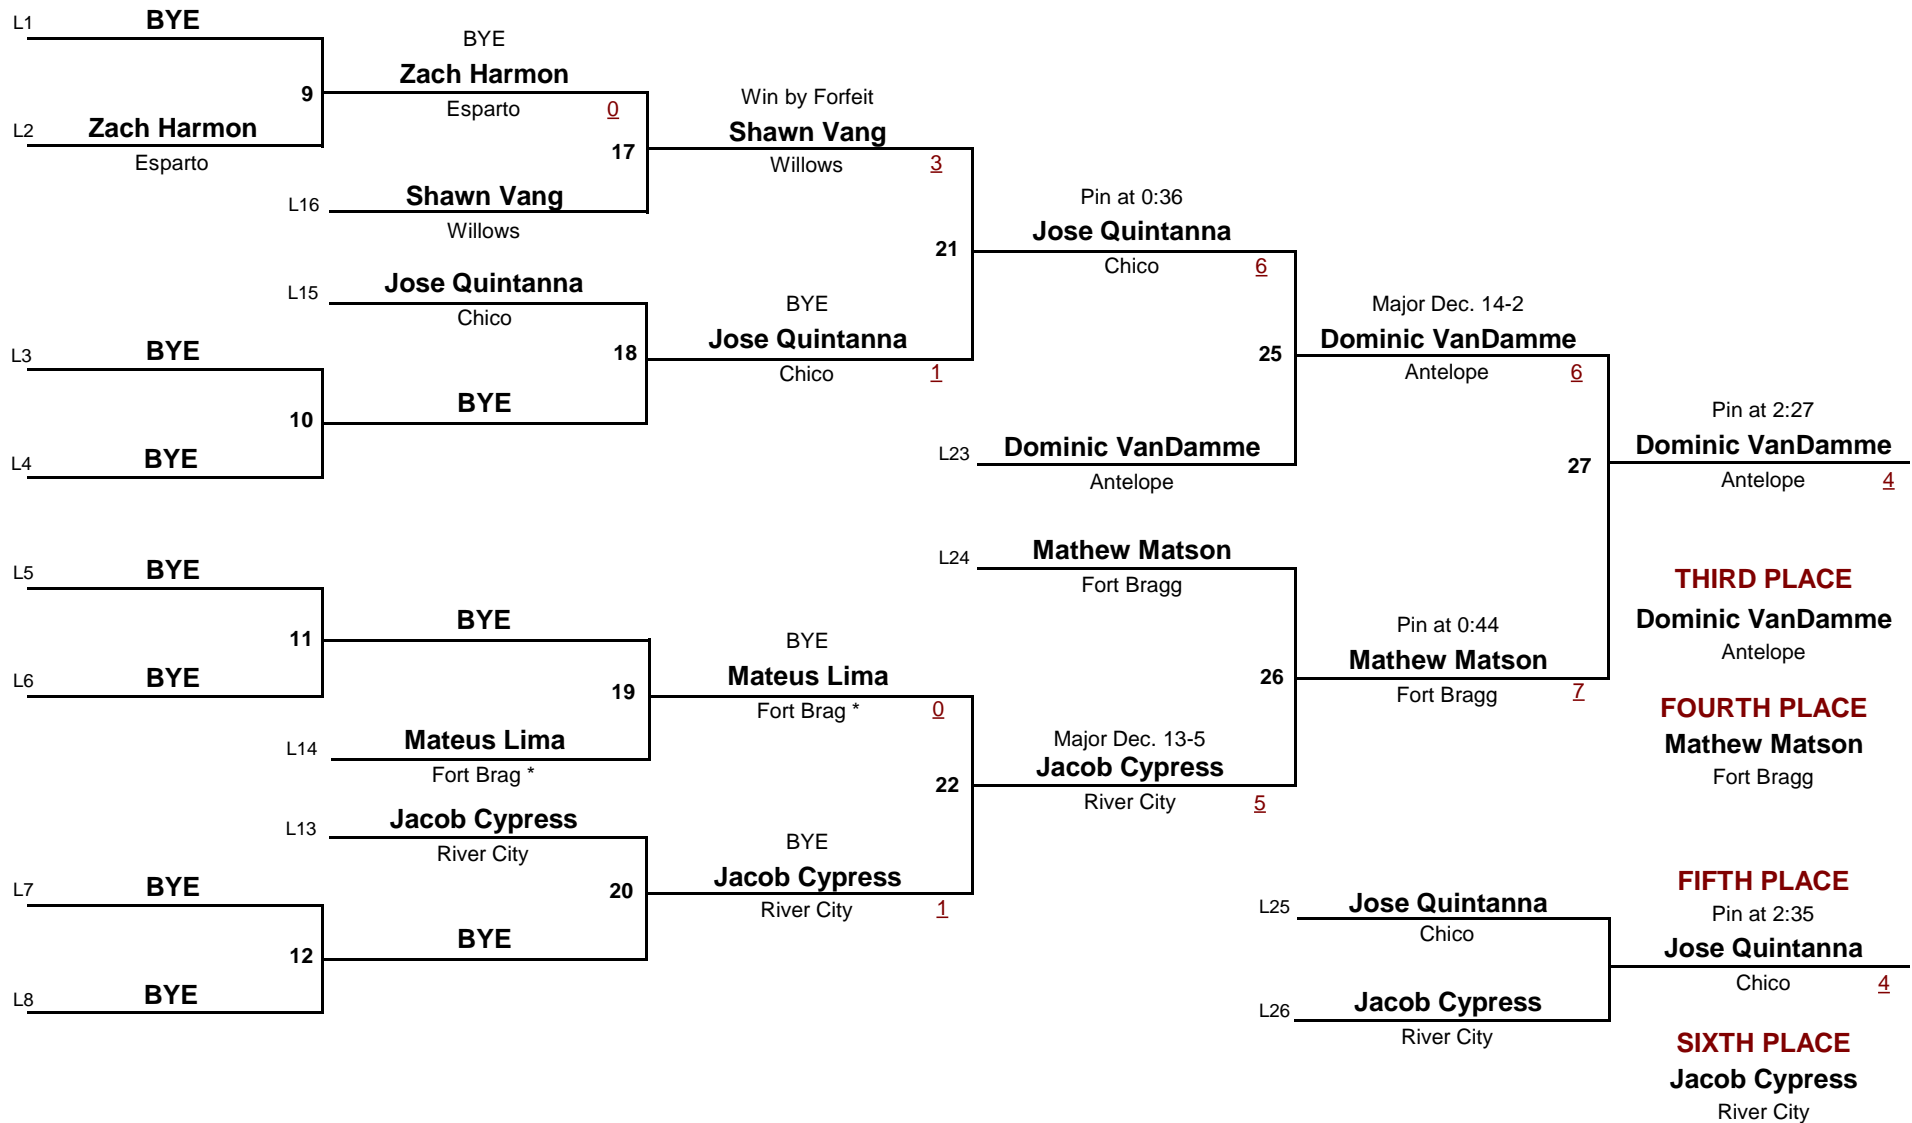 L1 BYE
9
L2 Zach Harmon
Esparto
BYE
Zach Harmon
Esparto 0
17
L16 Shawn Vang
Willows
Win by Forfeit
Shawn Vang
Willows 3
21
L15 Jose Quintanna
Chico
18
L3 BYE
10 BYE
L4 BYE
BYE
Jose Quintanna
Chico 1
Pin at 0:36
Jose Quintanna
Chico 6
25
L23 Dominic VanDamme
Antelope
Major Dec. 14-2
Dominic VanDamme
Antelope 6
27
Pin at 2:27
Dominic VanDamme
Antelope 4
L5 BYE
11 BYE
L6 BYE
19
L14 Mateus Lima
Fort Brag *
BYE
Mateus Lima
Fort Brag * 0
22
L13 Jacob Cypress
River City
20
L7 BYE
12 BYE
L8 BYE
BYE
Jacob Cypress
River City 1
L24 Mathew Matson
Fort Bragg
26
Major Dec. 13-5
Jacob Cypress
River City 5
Pin at 0:44
Mathew Matson
Fort Bragg 7
THIRD PLACE
Dominic VanDamme
Antelope
FOURTH PLACE
Mathew Matson
Fort Bragg
L25 Jose Quintanna
Chico
L26 Jacob Cypress
River City
FIFTH PLACE
Pin at 2:35
Jose Quintanna
Chico 4
SIXTH PLACE
Jacob Cypress
River City